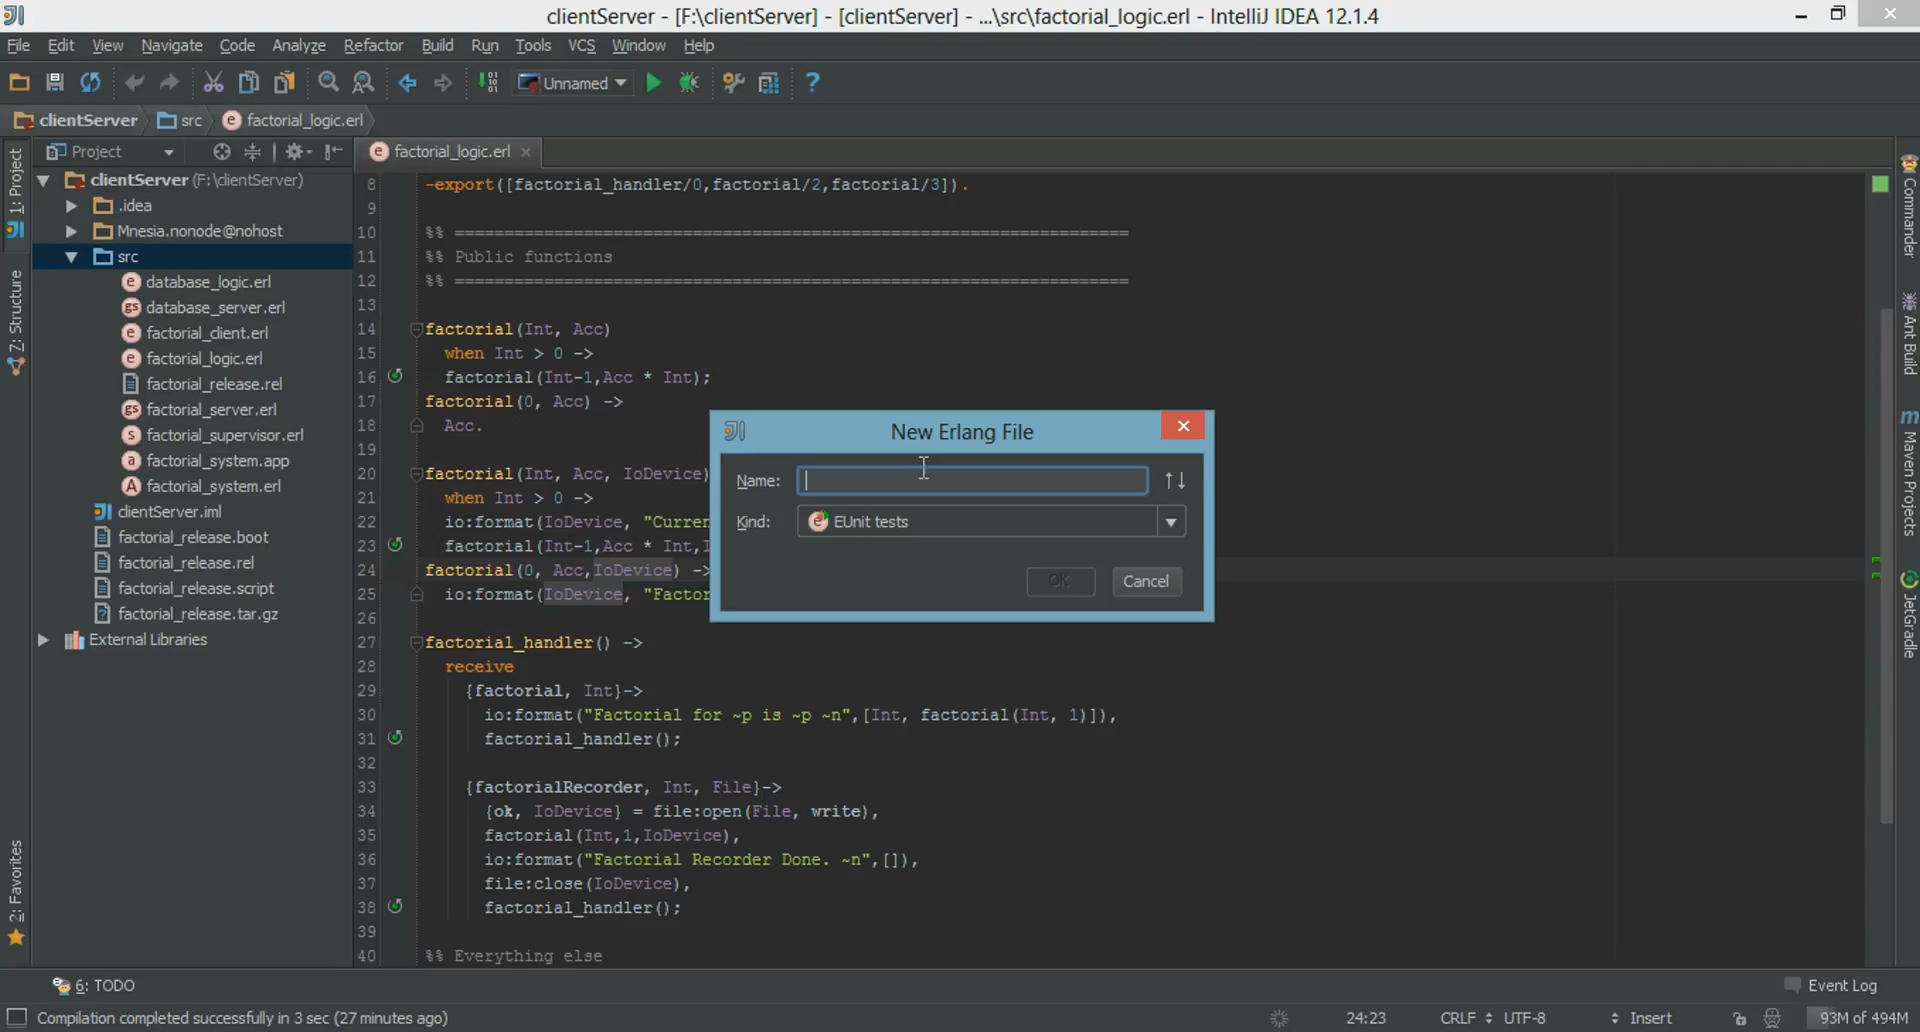 clientServer - [F:\clientServer] - [clientServer] - ...\src\factorial_logic.erl - IntelliJ IDEA 12.1.4
File Edit View Navigate Code Analyze Refactor Build Run Tools VCS Window Help
Unnamed
clientServer src factorial_logic.erl
Project
factorial_logic.erl
1: Project
Z: Structure
2: Favorites
clientServer (F:\clientServer)
.idea
Mnesia.nonode@nohost
src
database_logic.erl
database_server.erl
factorial_client.erl
factorial_logic.erl
factorial_release.rel
factorial_server.erl
factorial_supervisor.erl
factorial_system.app
factorial_system.erl
clientServer.iml
factorial_release.boot
factorial_release.rel
factorial_release.script
factorial_release.tar.gz
External Libraries
8 -export([factorial_handler/0,factorial/2,factorial/3]).
9
10 %% ====================================================================
11 %% Public functions
12 %% ====================================================================
13
14 factorial(Int, Acc)
15 when Int > 0 ->
16 factorial(Int-1,Acc * Int);
17 factorial(0, Acc) ->
18 Acc.
19
20 factorial(Int, Acc, IoDevice)
21 when Int > 0 ->
22 io:format(IoDevice, "Curren
23 factorial(Int-1,Acc * Int,I
24 factorial(0, Acc,IoDevice) ->
25 io:format(IoDevice, "Factor
26
27 factorial_handler() ->
28 receive
29 {factorial, Int}->
30 io:format("Factorial for ~p is ~p ~n",[Int, factorial(Int, 1)]),
31 factorial_handler();
32
33 {factorialRecorder, Int, File}->
34 {ok, IoDevice} = file:open(File, write),
35 factorial(Int,1,IoDevice),
36 io:format("Factorial Recorder Done. ~n",[]),
37 file:close(IoDevice),
38 factorial_handler();
39
40 %% Everything else
New Erlang File
Name:
Kind: EUnit tests
OK Cancel
Commander
Ant Build
Maven Projects
JetGradle
6: TODO
Event Log
Compilation completed successfully in 3 sec (27 minutes ago)
24:23 CRLF UTF-8 Insert 93M of 494M